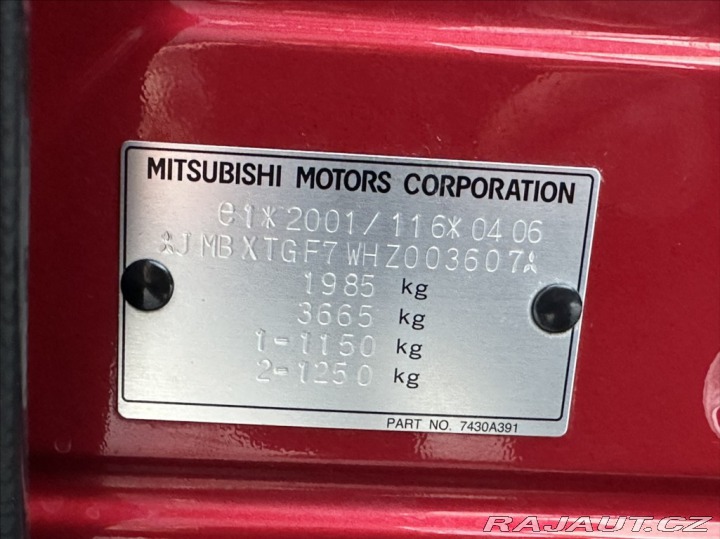 MITSUBISHI MOTORS CORPORATION
e1*2001/116*0406
JMBXTGF7WHZ003607
1985 kg
3665 kg
1-1150 kg
2-1250 kg
PART NO. 7430A391
RAJAUT.CZ